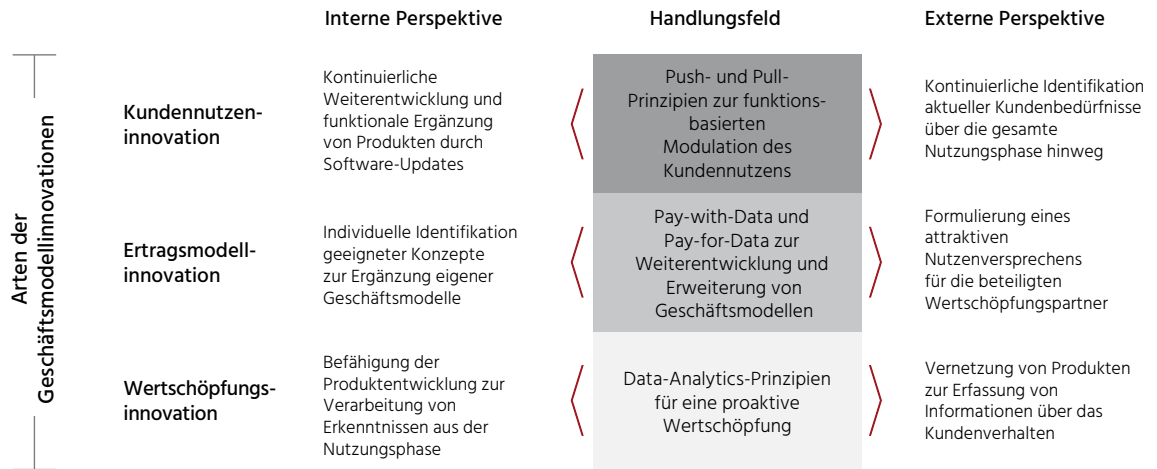 Interne Perspektive
Handlungsfeld
Externe Perspektive
Arten der
Geschäftsmodellinnovationen
Kundennutzen-
innovation
Kontinuierliche
Weiterentwicklung und
funktionale Ergänzung
von Produkten durch
Software-Updates
Push- und Pull-
Prinzipien zur funktions-
basierten
Modulation des
Kundennutzens
Kontinuierliche Identifikation
aktueller Kundenbedürfnisse
über die gesamte
Nutzungsphase hinweg
Ertragsmodell-
innovation
Individuelle Identifikation
geeigneter Konzepte
zur Ergänzung eigener
Geschäftsmodelle
Pay-with-Data und
Pay-for-Data zur
Weiterentwicklung und
Erweiterung von
Geschäftsmodellen
Formulierung eines
attraktiven
Nutzenversprechens
für die beteiligten
Wertschöpfungspartner
Wertschöpfungs-
innovation
Befähigung der
Produktentwicklung zur
Verarbeitung von
Erkenntnissen aus der
Nutzungsphase
Data-Analytics-Prinzipien
für eine proaktive
Wertschöpfung
Vernetzung von Produkten
zur Erfassung von
Informationen über das
Kundenverhalten